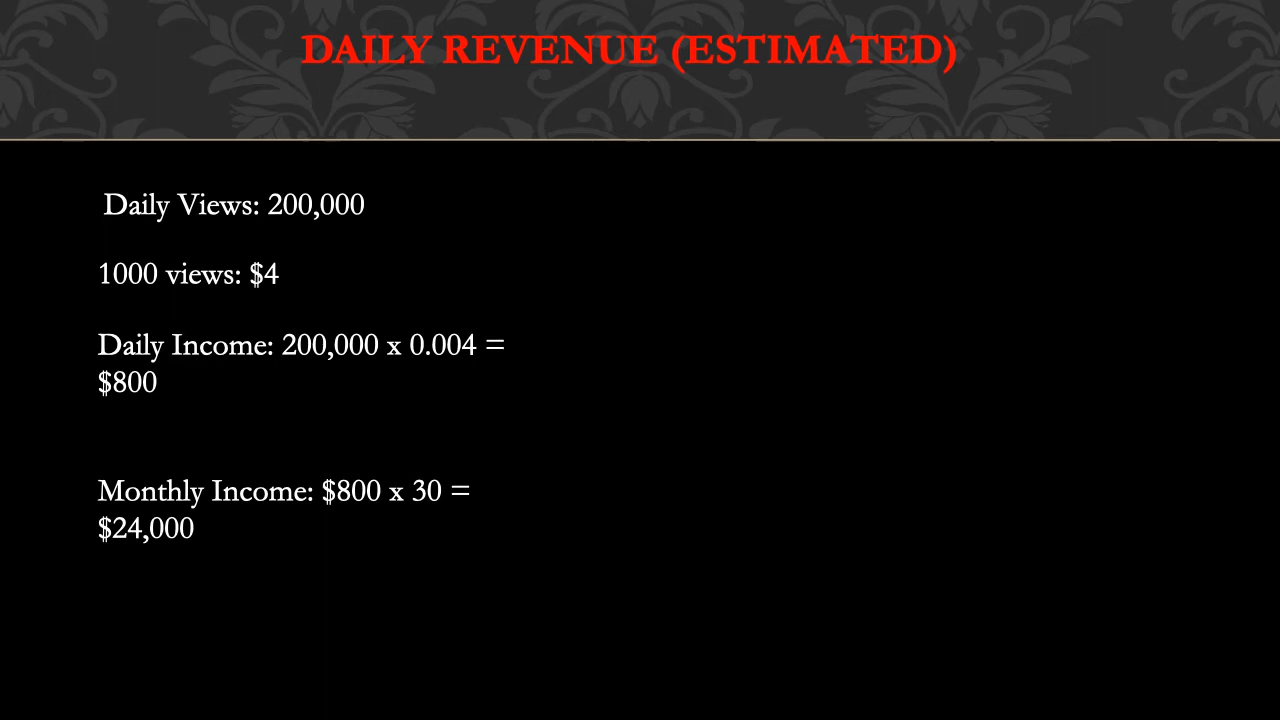 DAILY REVENUE (ESTIMATED)
Daily Views: 200,000
1000 views: $4
Daily Income: 200,000 x 0.004 =
$800
Monthly Income: $800 x 30 =
$24,000